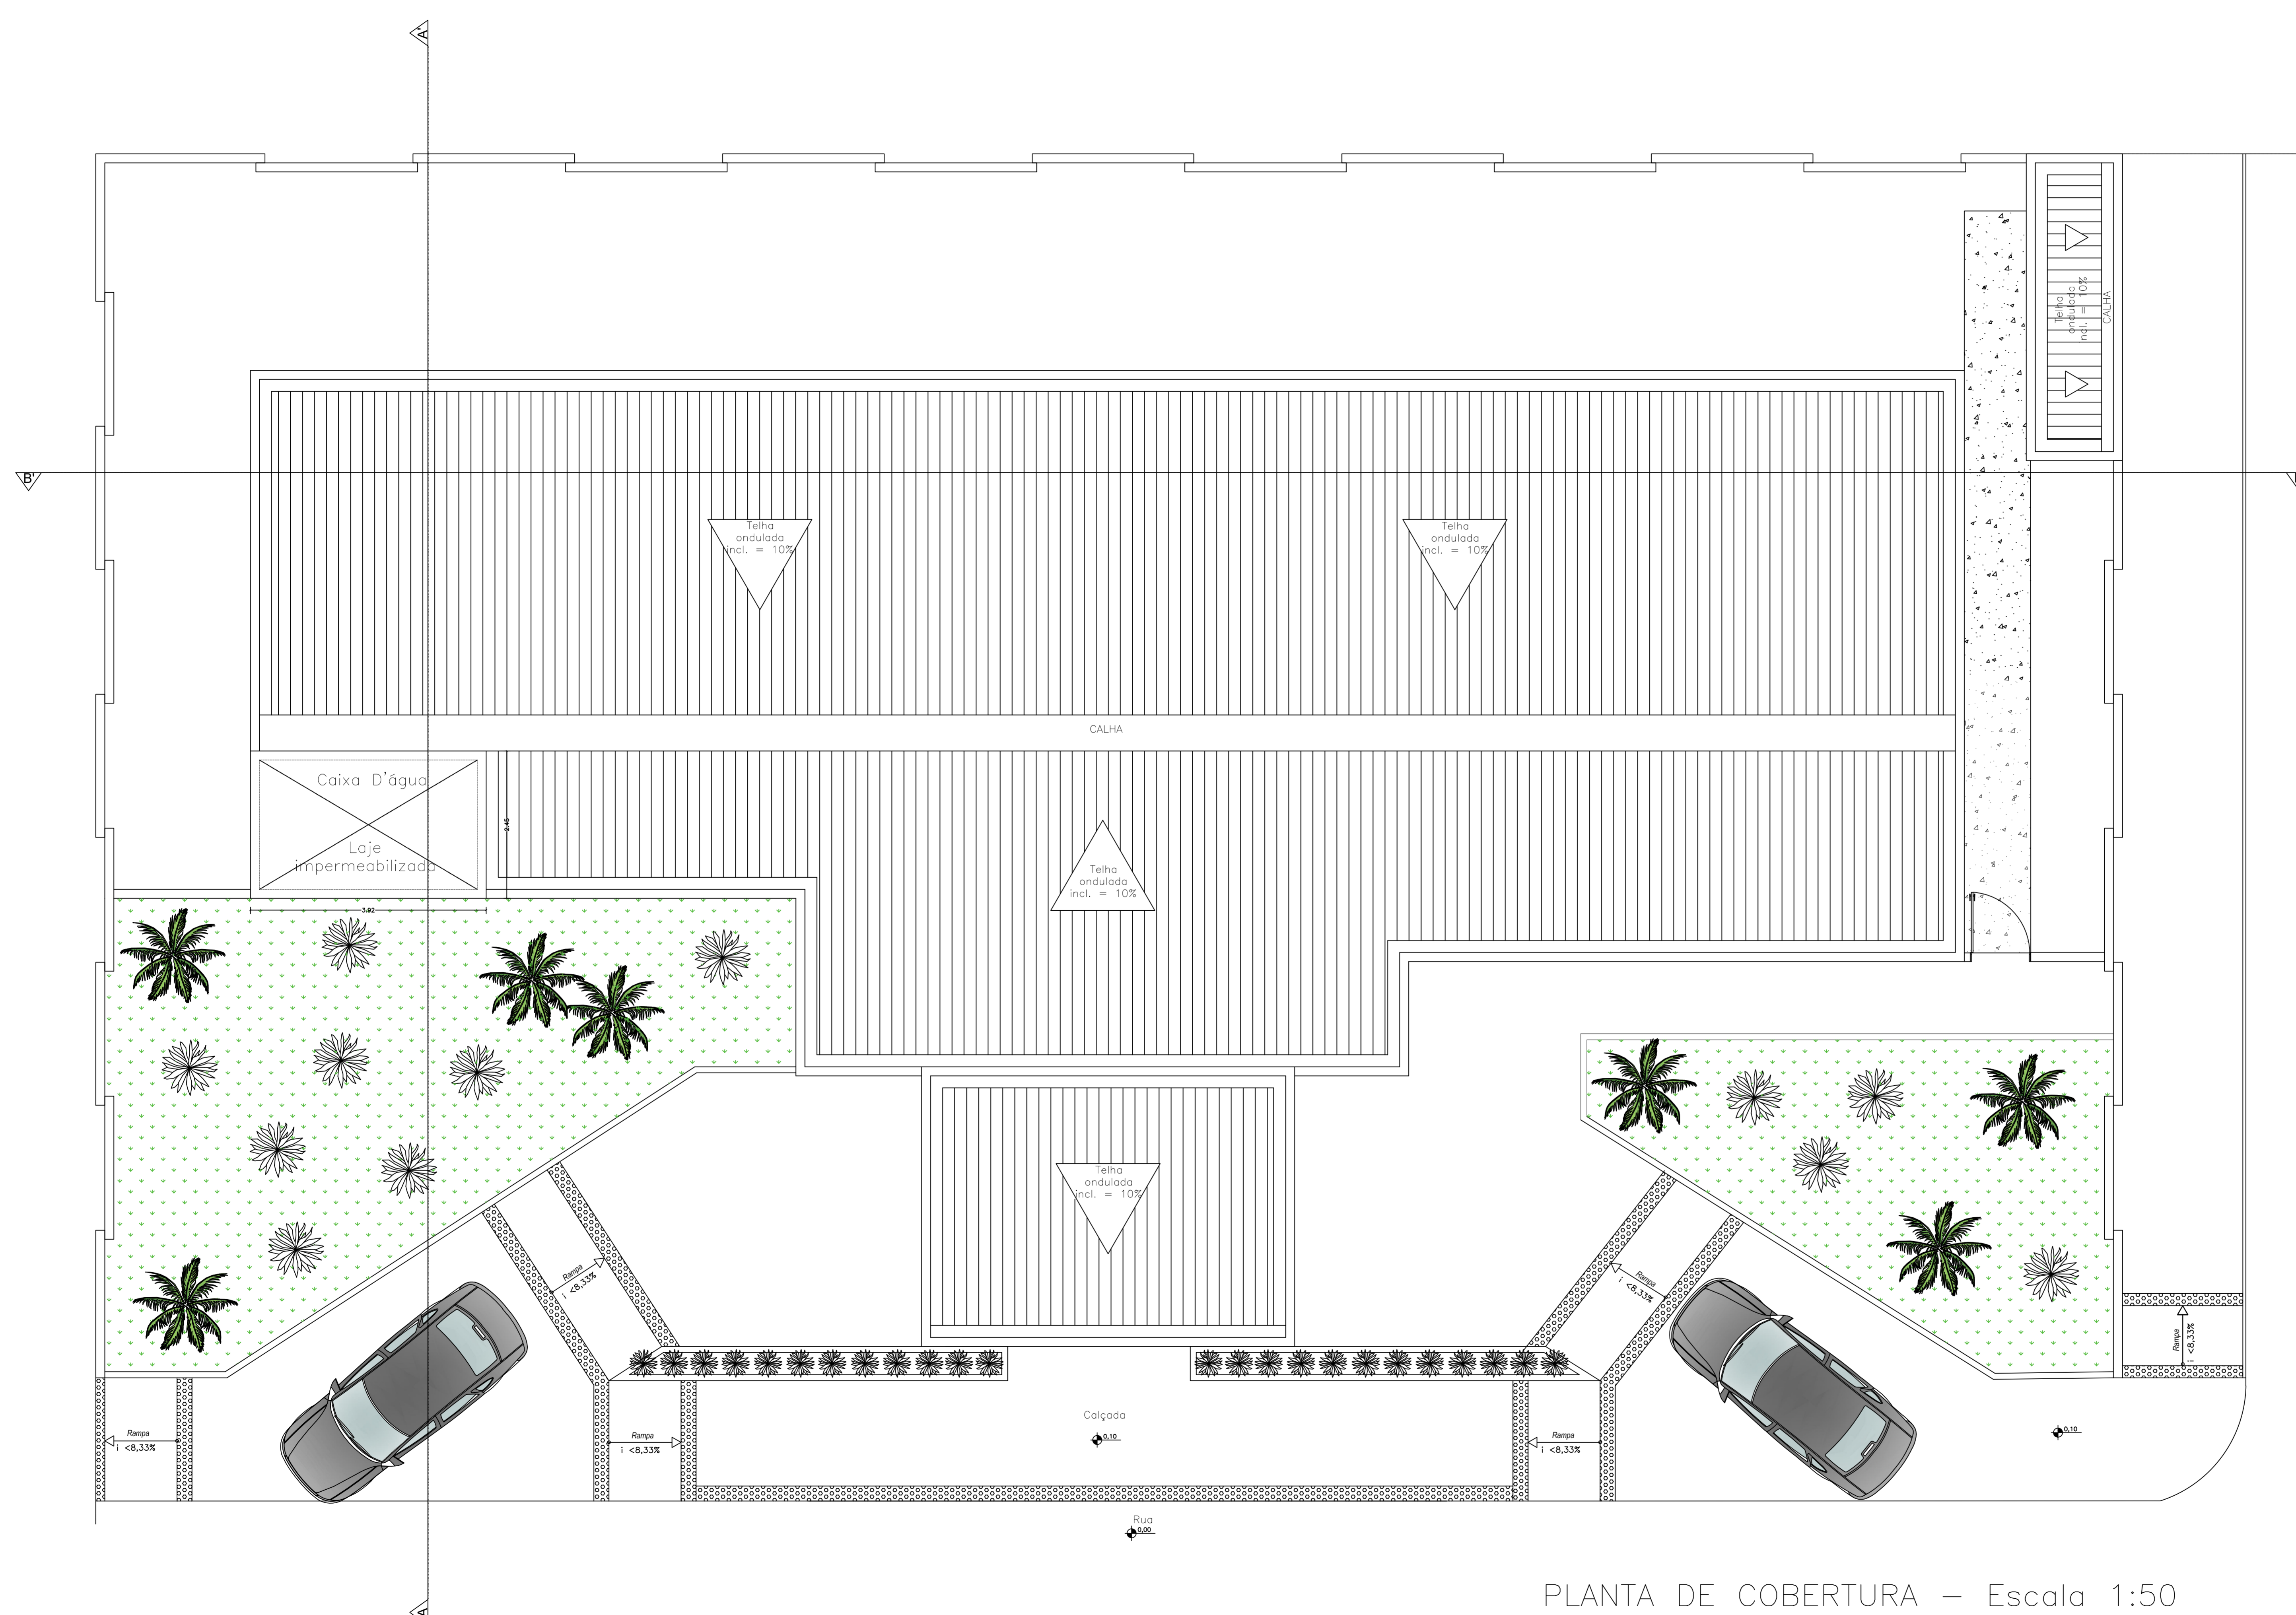 A'
Telha
ondulada
incl. = 10%
CALHA
B'
Telha
ondulada
incl. = 10%
Telha
ondulada
incl. = 10%
CALHA
Caixa D'água
Laje
impermeabilizada
2.45
3.92
Telha
ondulada
incl. = 10%
Telha
ondulada
incl. = 10%
Rampa
i <8,33%
Rampa
i <8,33%
Rampa
i <8,33%
Rampa
i <8,33%
Rampa
i <8,33%
Rampa
i <8,33%
Calçada
0,10
0,10
Rua
0,00
A
PLANTA DE COBERTURA – Escala 1:50